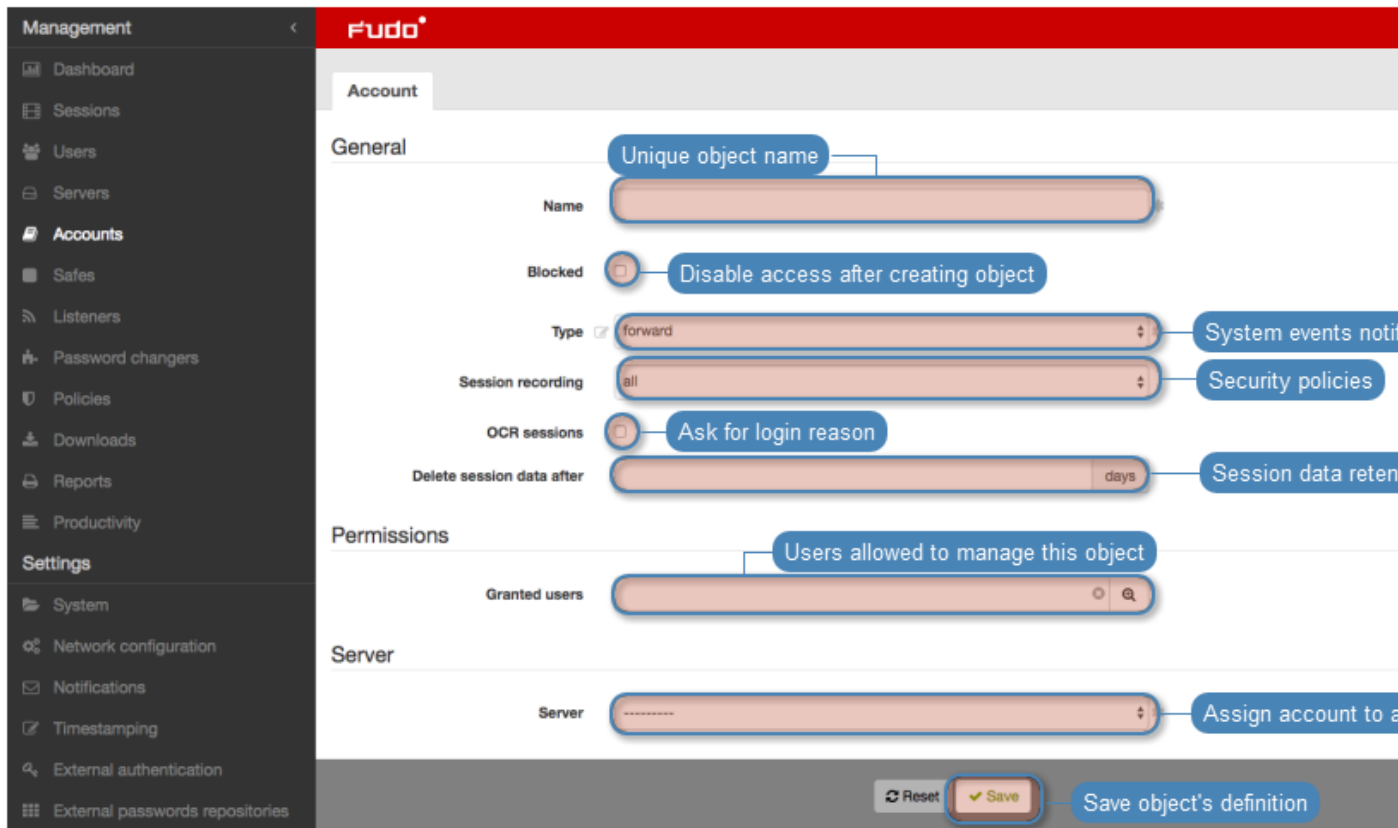 Management
Dashboard
Sessions
Users
Servers
Accounts
Safes
Listeners
Password changers
Policies
Downloads
Reports
Productivity
Settings
System
Network configuration
Notifications
Timestamping
External authentication
External passwords repositories
FUDO
Account
General
Unique object name
Name
Blocked
Disable access after creating object
Type forward
System events notif
Session recording all
Security policies
OCR sessions
Ask for login reason
Delete session data after days
Session data reten
Permissions
Users allowed to manage this object
Granted users
Server
Server ---------
Assign account to a
Reset Save
Save object's definition